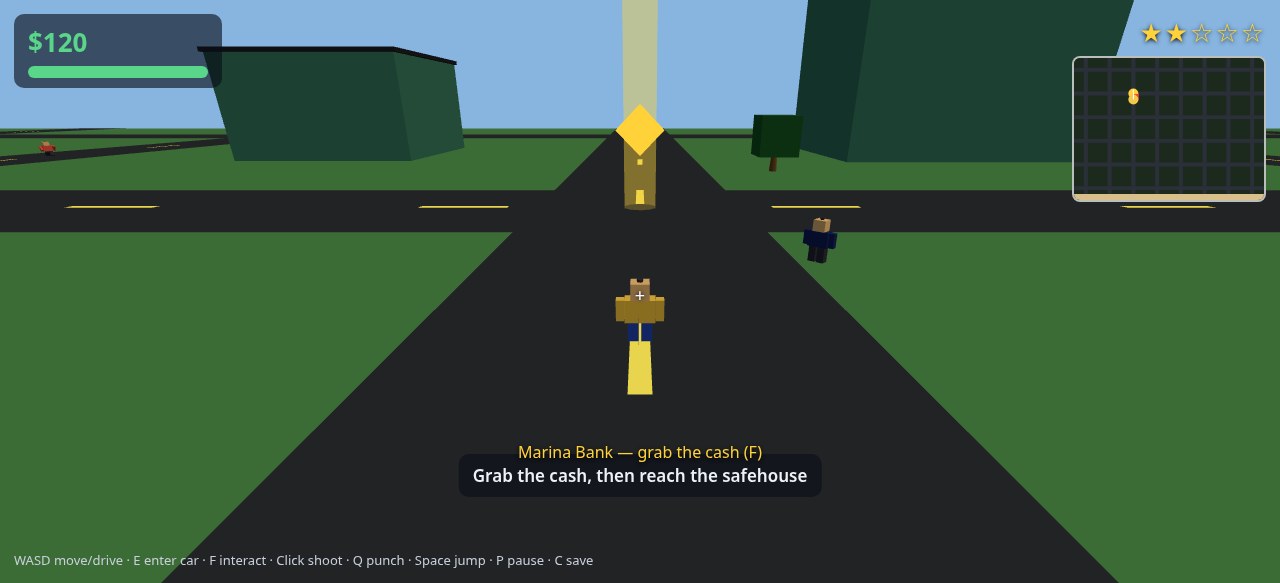 $120
★★☆☆☆
Marina Bank — grab the cash (F)
Grab the cash, then reach the safehouse
WASD move/drive · E enter car · F interact · Click shoot · Q punch · Space jump · P pause · C save